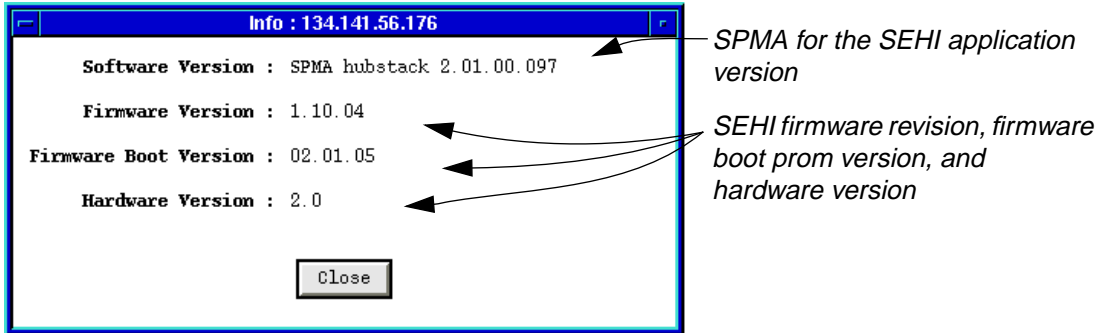 Info : 134.141.56.176
Software Version : SPMA hubstack 2.01.00.097
Firmware Version : 1.10.04
Firmware Boot Version : 02.01.05
Hardware Version : 2.0
Close
SPMA for the SEHI application
version
SEHI firmware revision, firmware
boot prom version, and
hardware version